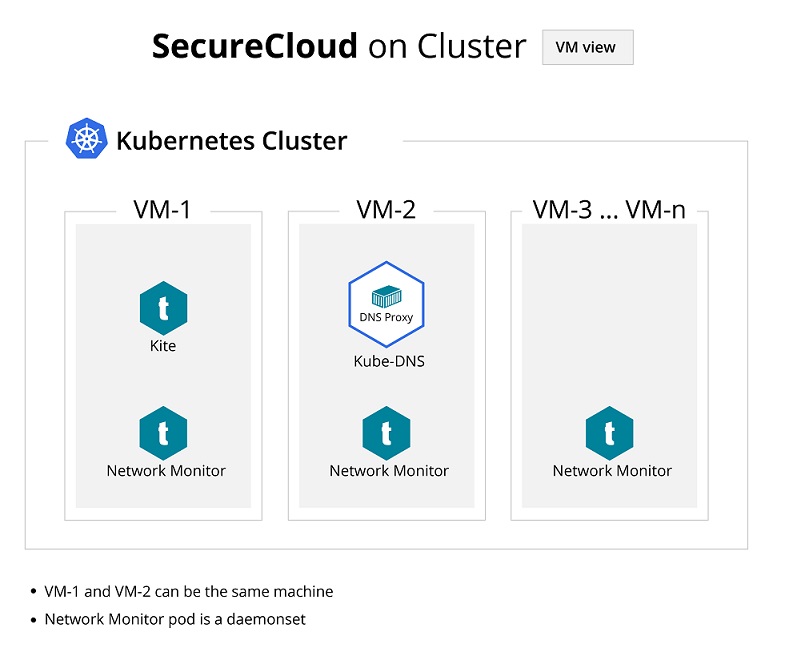 SecureCloud on Cluster
VM view
Kubernetes Cluster
VM-1
VM-2
VM-3 ... VM-n
t
Kite
DNS Proxy
Kube-DNS
t
Network Monitor
t
Network Monitor
t
Network Monitor
• VM-1 and VM-2 can be the same machine
• Network Monitor pod is a daemonset